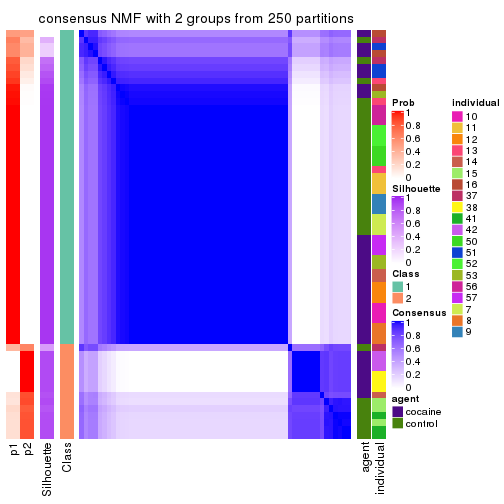 consensus NMF with 2 groups from 250 partitions
Prob
1
0.8
0.6
0.4
0.2
0
Silhouette
1
0.8
0.6
0.4
0.2
0
Class
1
2
Consensus
1
0.8
0.6
0.4
0.2
0
agent
cocaine
control
individual
10
11
12
13
14
15
16
37
38
41
42
50
51
52
53
56
57
7
8
9
p1
p2
Silhouette
Class
agent
individual